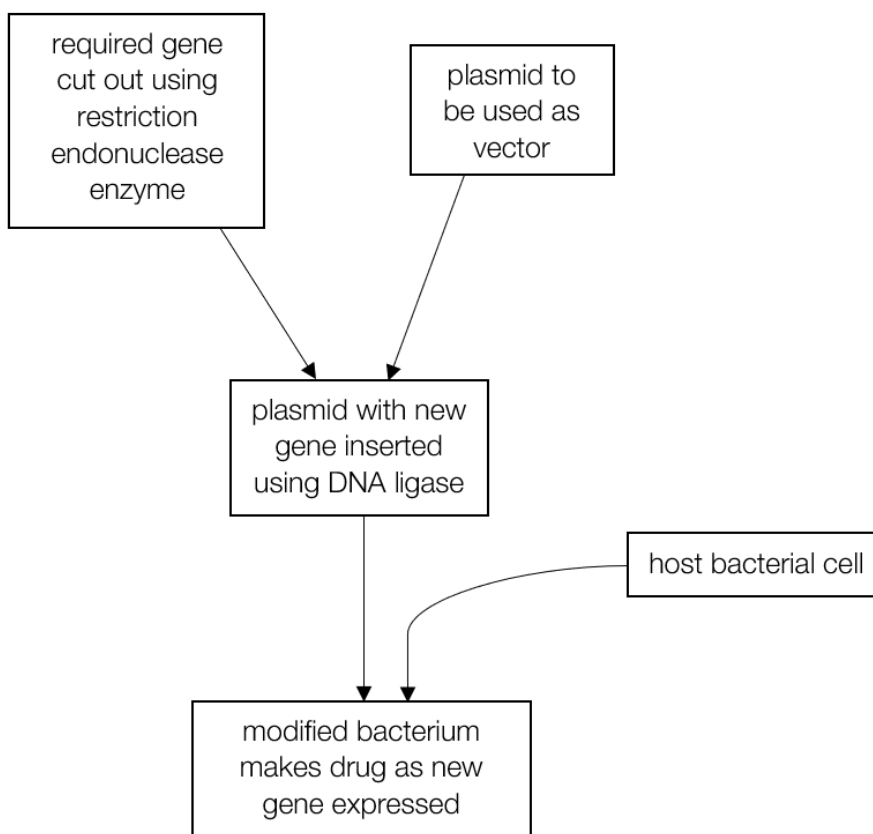 required gene
cut out using
restriction
endonuclease
enzyme
plasmid to
be used as
vector
plasmid with new
gene inserted
using DNA ligase
host bacterial cell
modified bacterium
makes drug as new
gene expressed